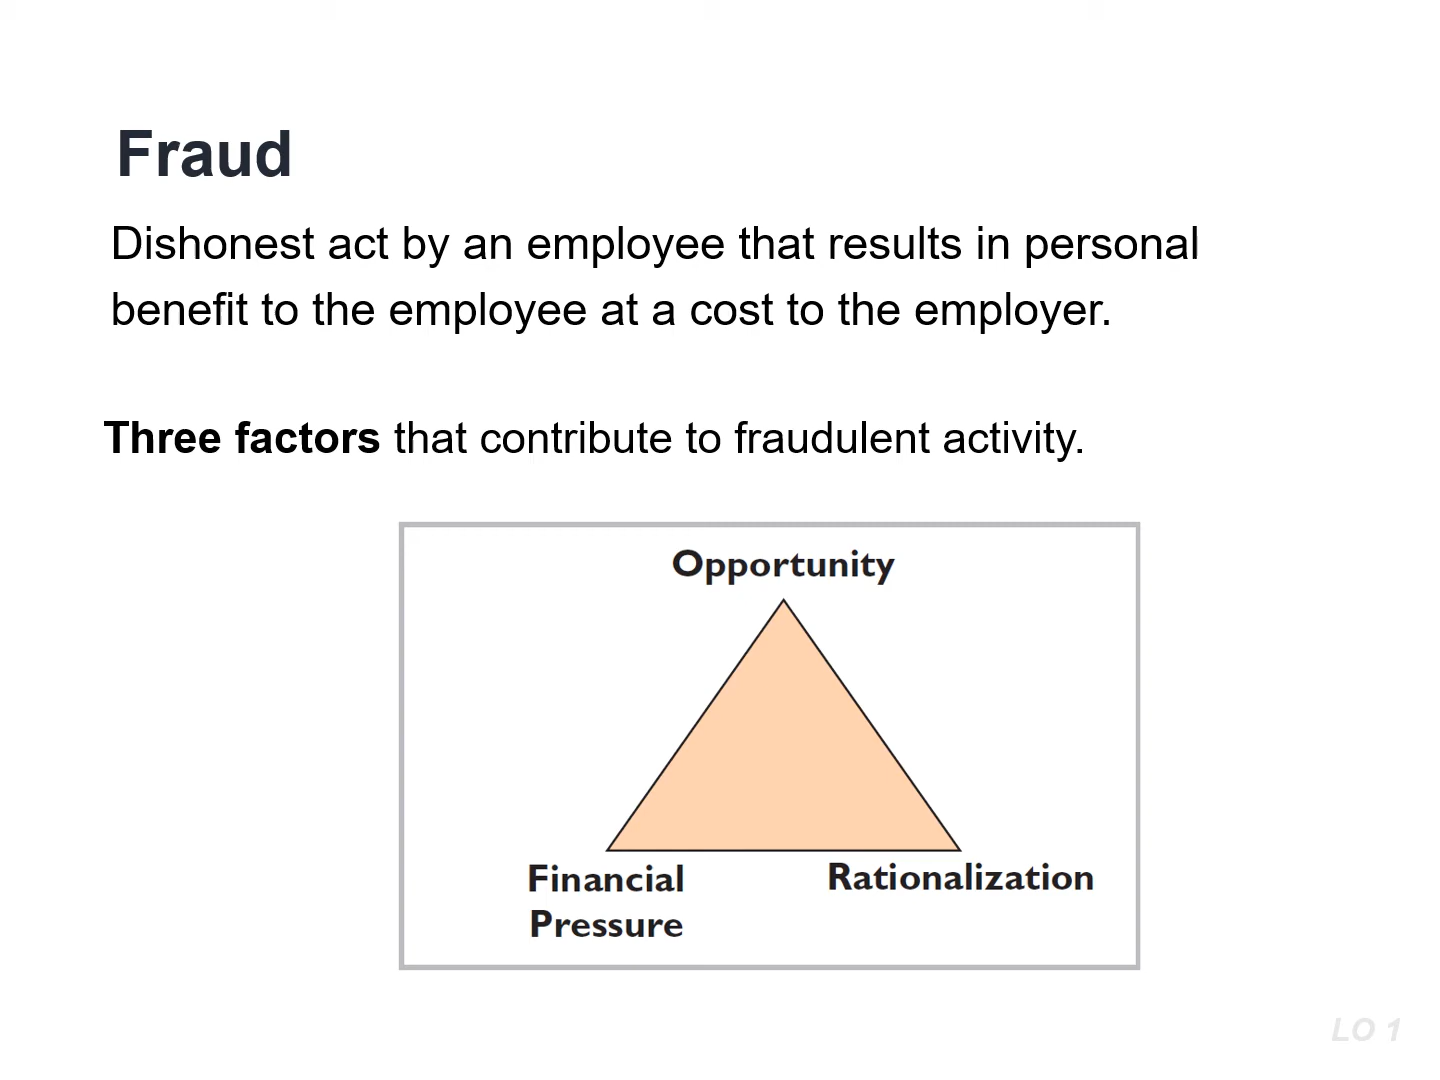 Fraud
Dishonest act by an employee that results in personal
benefit to the employee at a cost to the employer.
Three factors that contribute to fraudulent activity.
Opportunity
Financial
Pressure
Rationalization
LO 1